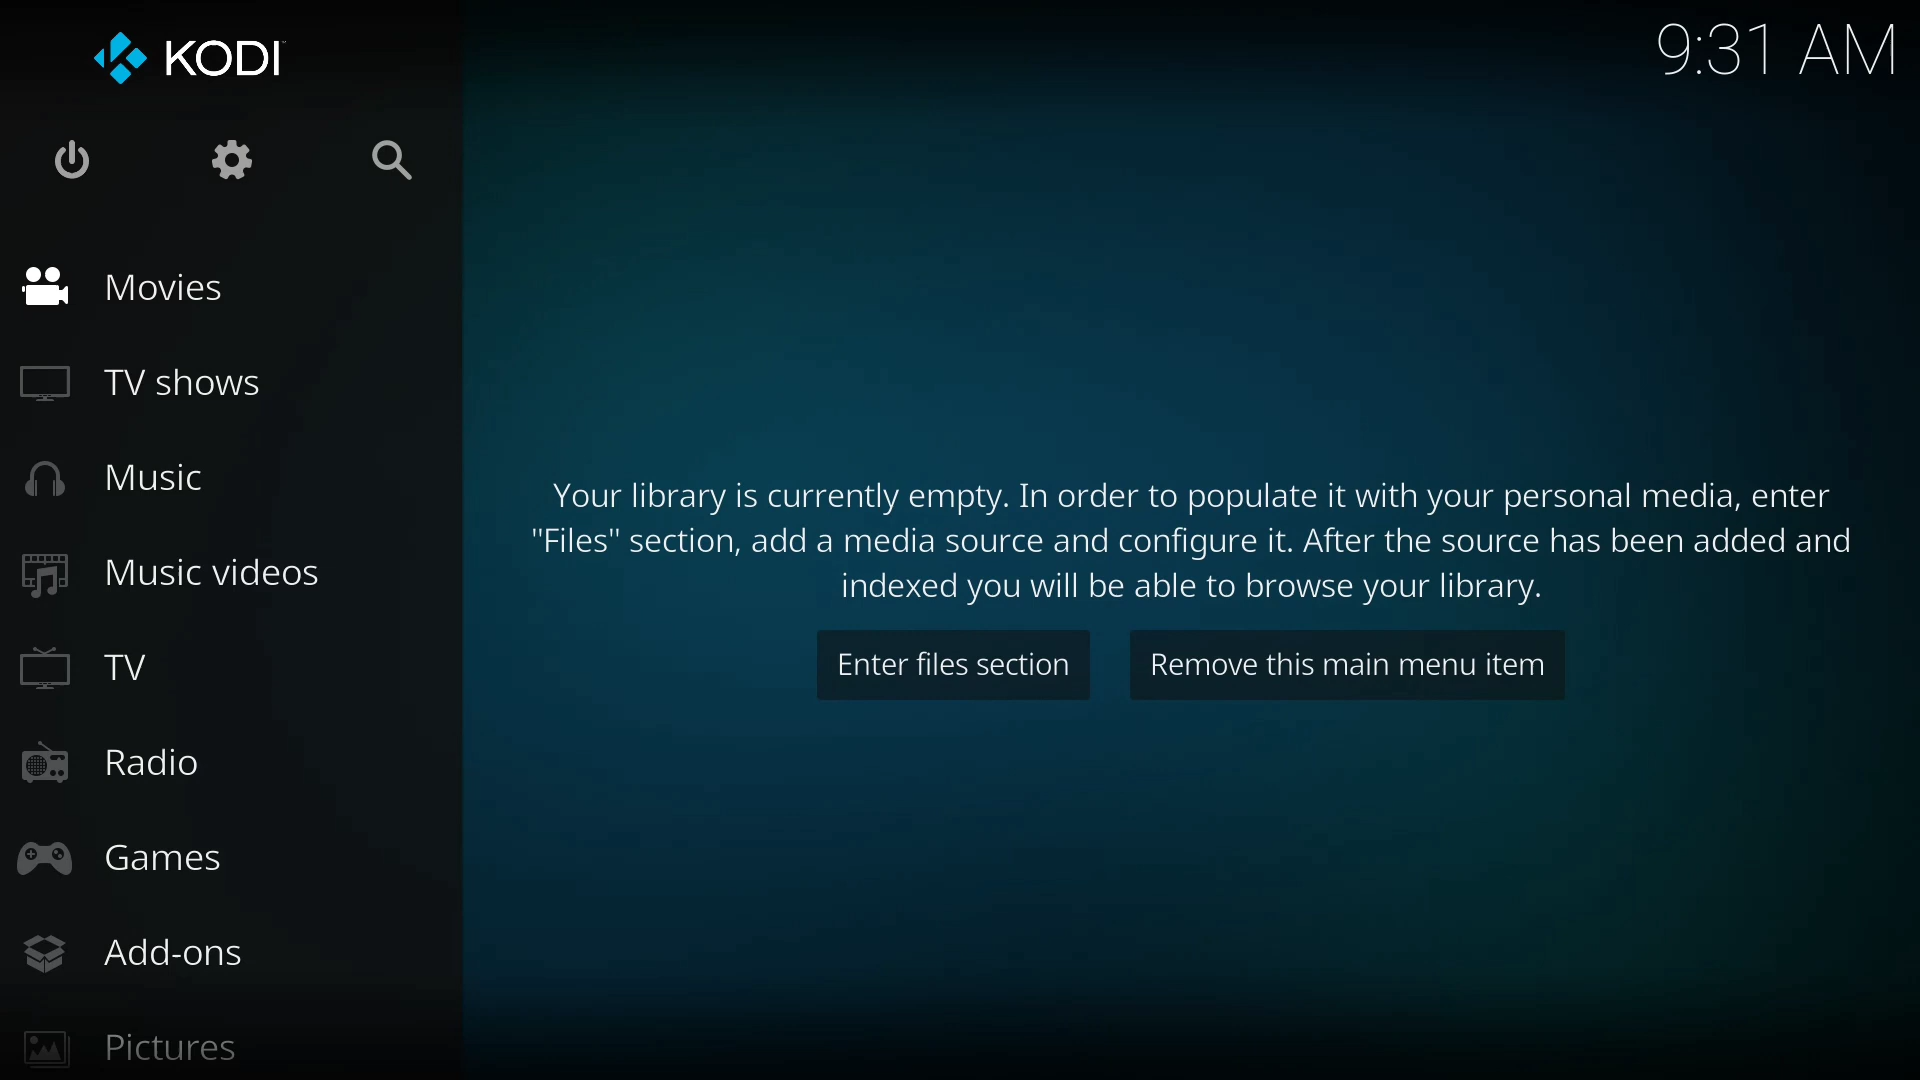 KODI
9:31 AM
Movies
TV shows
Music
Music videos
TV
Radio
Games
Add-ons
Pictures
Your library is currently empty. In order to populate it with your personal media, enter
"Files" section, add a media source and configure it. After the source has been added and
indexed you will be able to browse your library.
Enter files section
Remove this main menu item